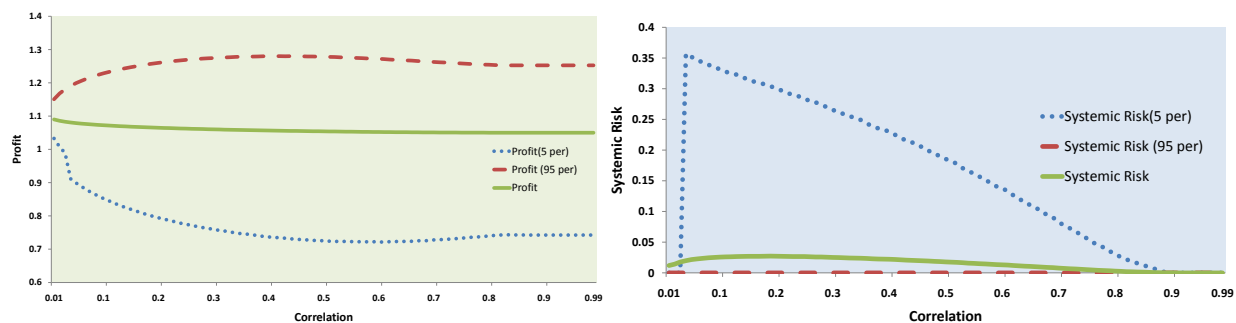 1.4
1.3
1.2
1.1
1
0.9
0.8
0.7
0.6
Profit
Profit(5 per)
Profit (95 per)
Profit
0.01 0.1 0.2 0.3 0.4 0.5 0.6 0.7 0.8 0.9 0.99
Correlation
0.4
0.35
0.3
0.25
0.2
0.15
0.1
0.05
0
Systemic Risk
Systemic Risk(5 per)
Systemic Risk (95 per)
Systemic Risk
0.01 0.1 0.2 0.3 0.4 0.5 0.6 0.7 0.8 0.9 0.99
Correlation